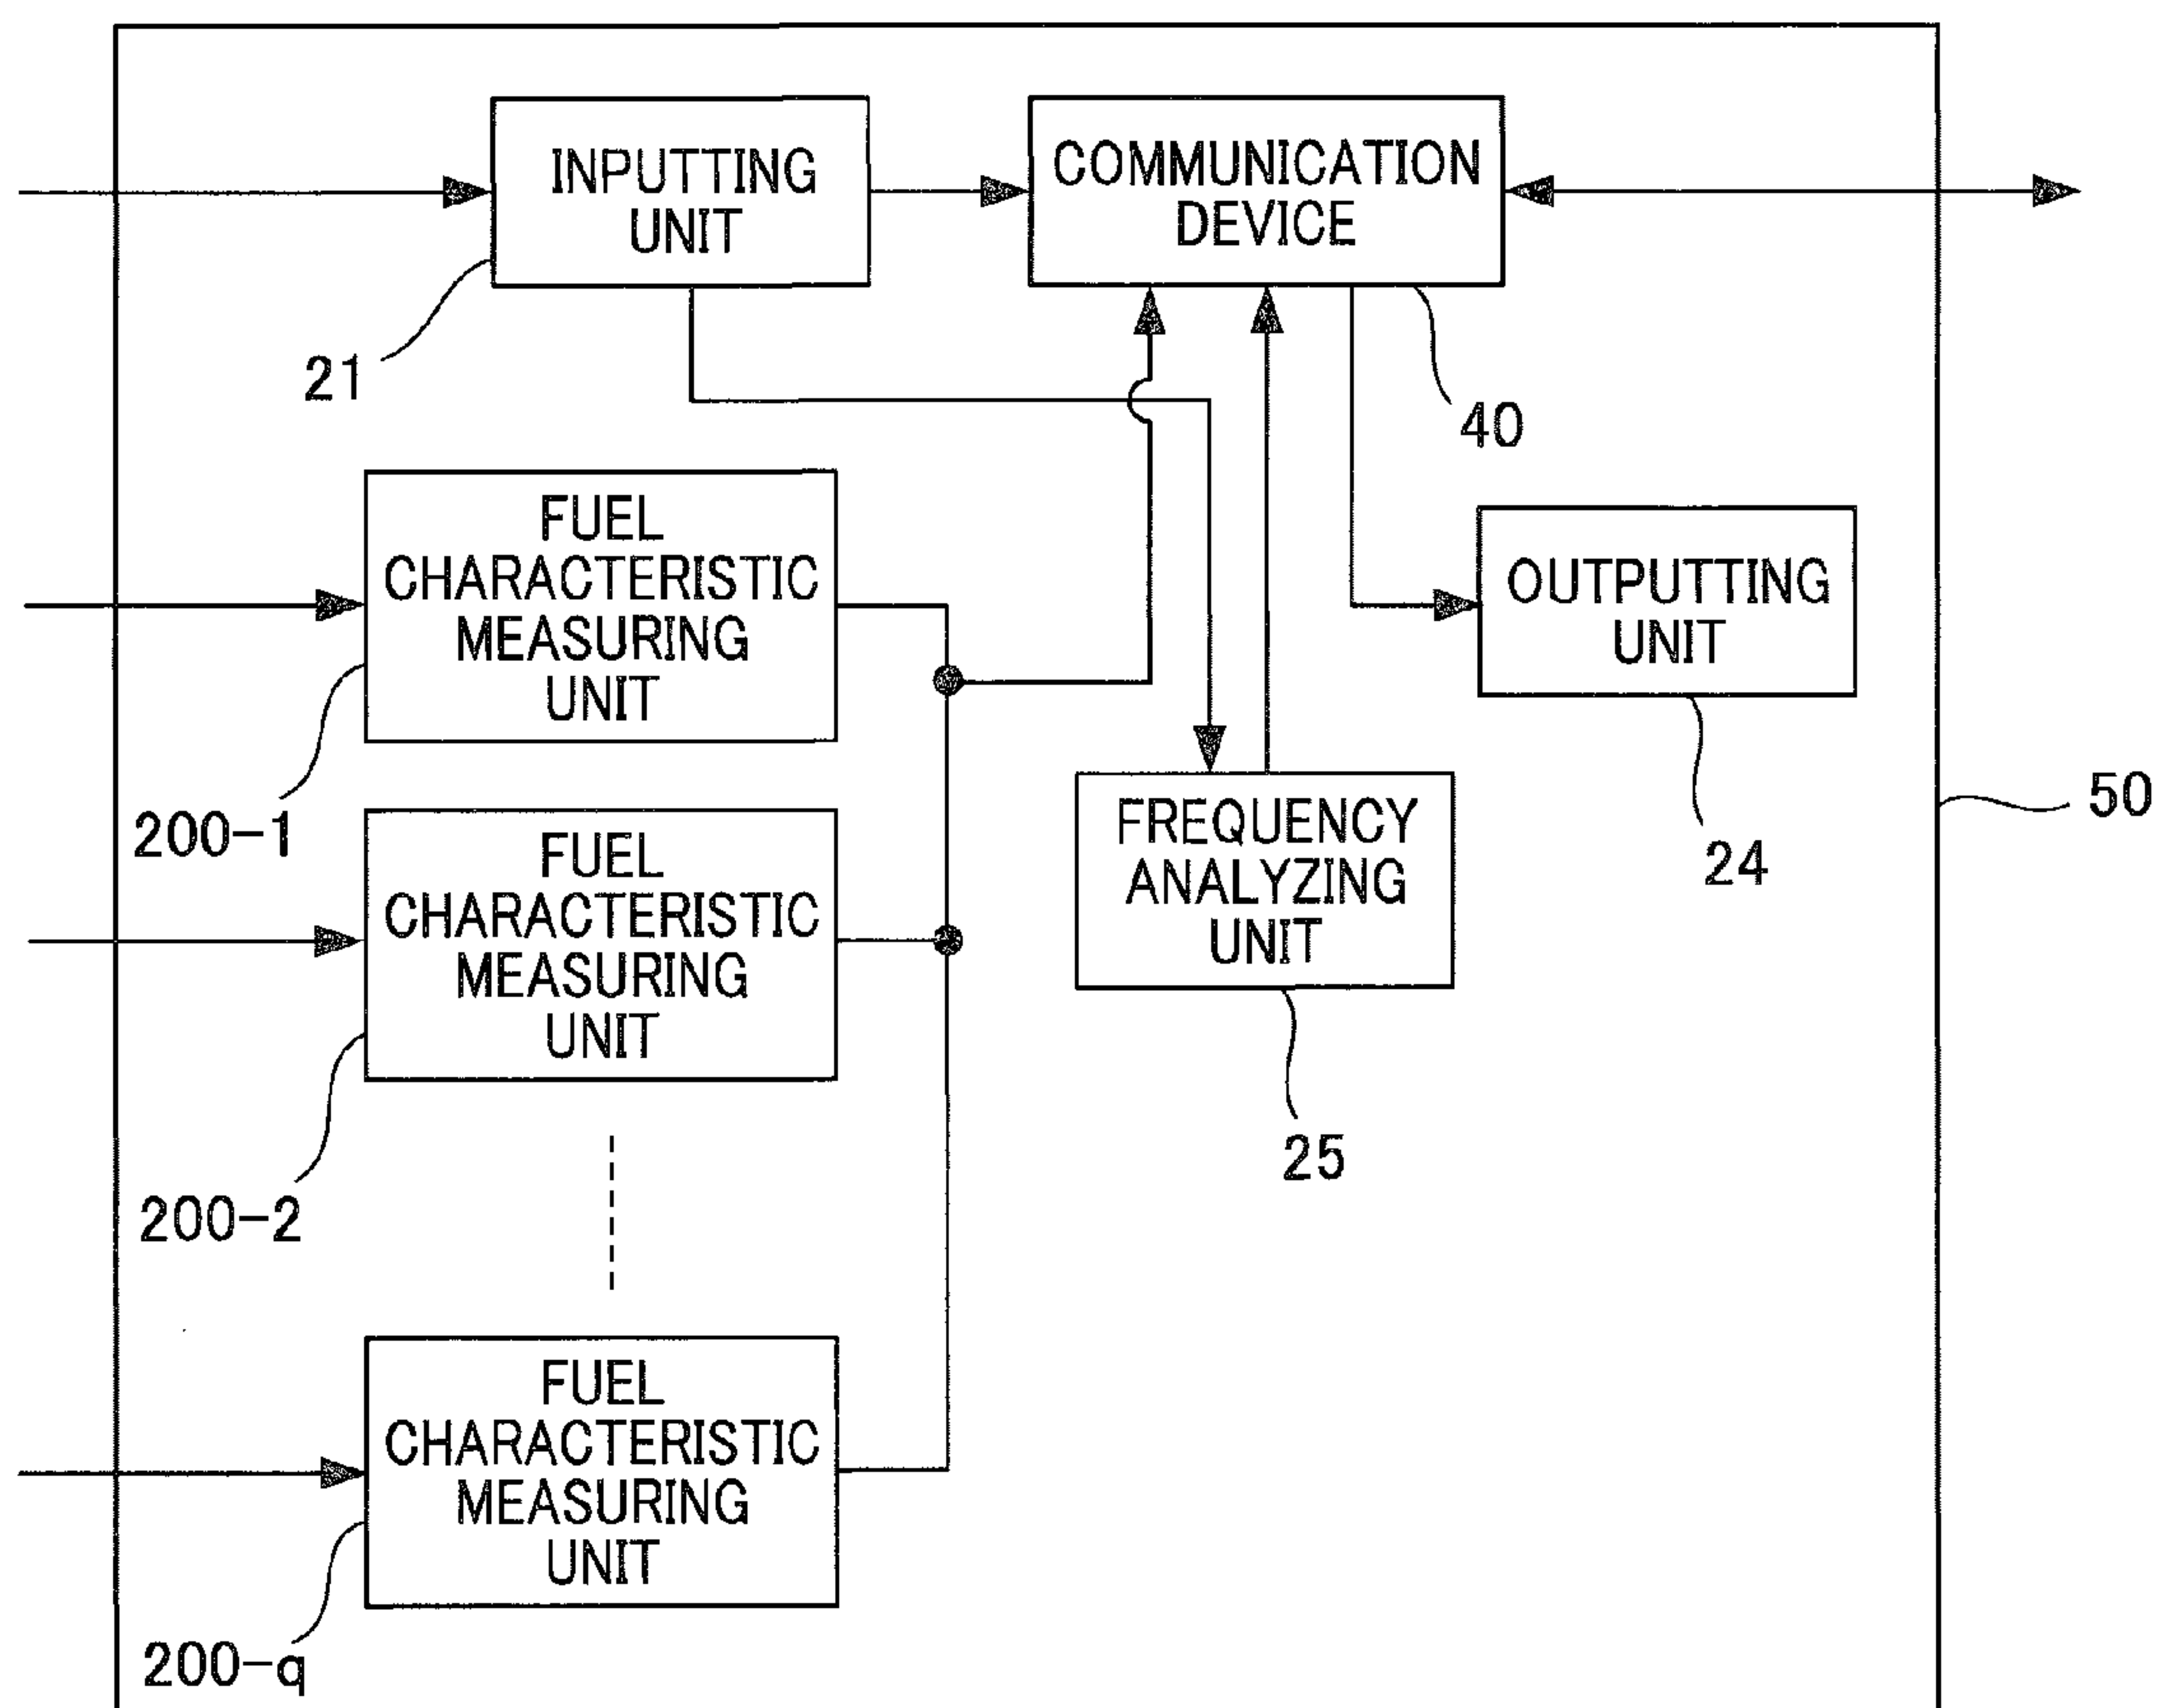 INPUTTING
UNIT
COMMUNICATION
DEVICE
21
40
FUEL
CHARACTERISTIC
MEASURING
UNIT
OUTPUTTING
UNIT
200-1
24
50
FUEL
CHARACTERISTIC
MEASURING
UNIT
FREQUENCY
ANALYZING
UNIT
25
200-2
FUEL
CHARACTERISTIC
MEASURING
UNIT
200-q